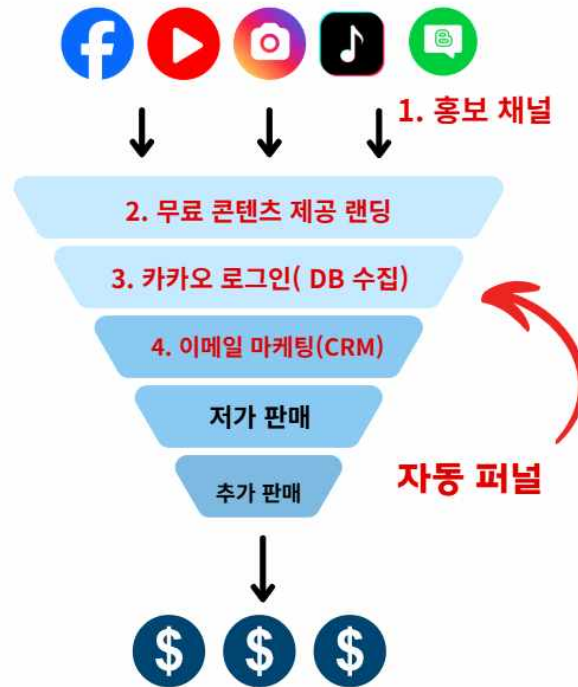 1. 홍보 채널
2. 무료 콘텐츠 제공 랜딩
3. 카카오 로그인( DB 수집)
4. 이메일 마케팅(CRM)
저가 판매
자동 퍼널
추가 판매
$ $ $